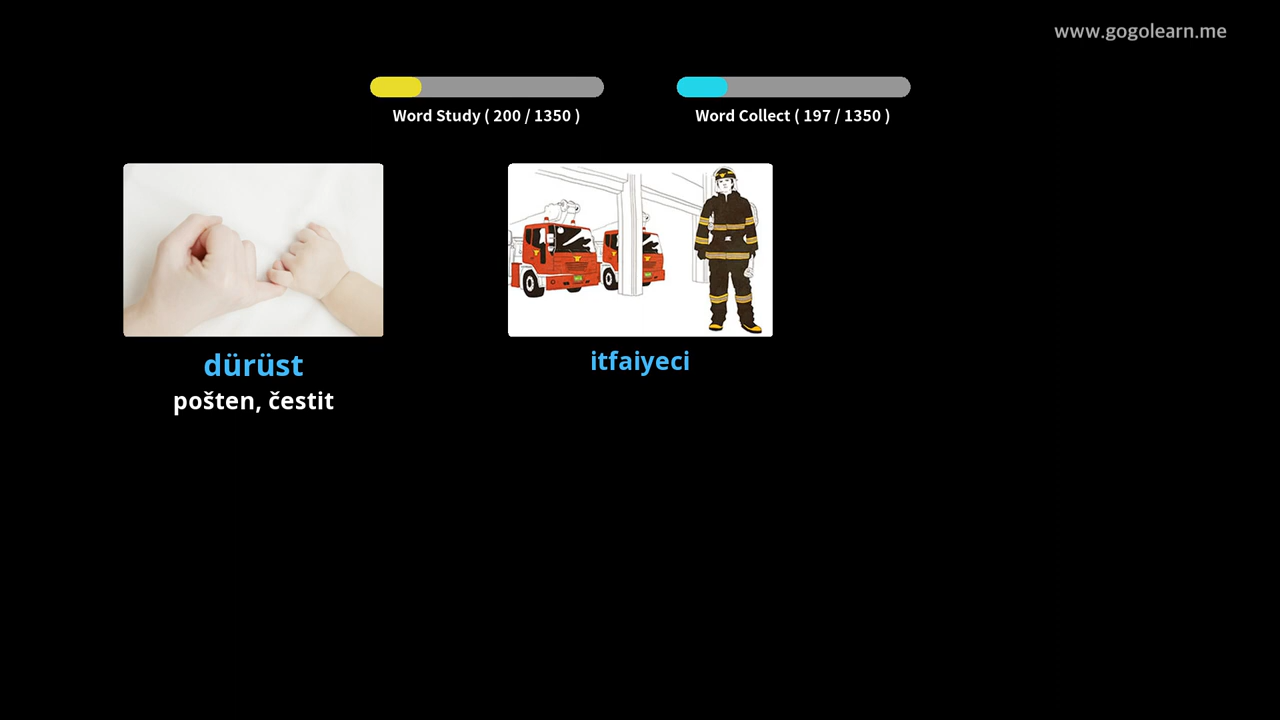 www.gogolearn.me
Word Study ( 200 / 1350 )
Word Collect ( 197 / 1350 )
dürüst
pošten, čestit
itfaiyeci